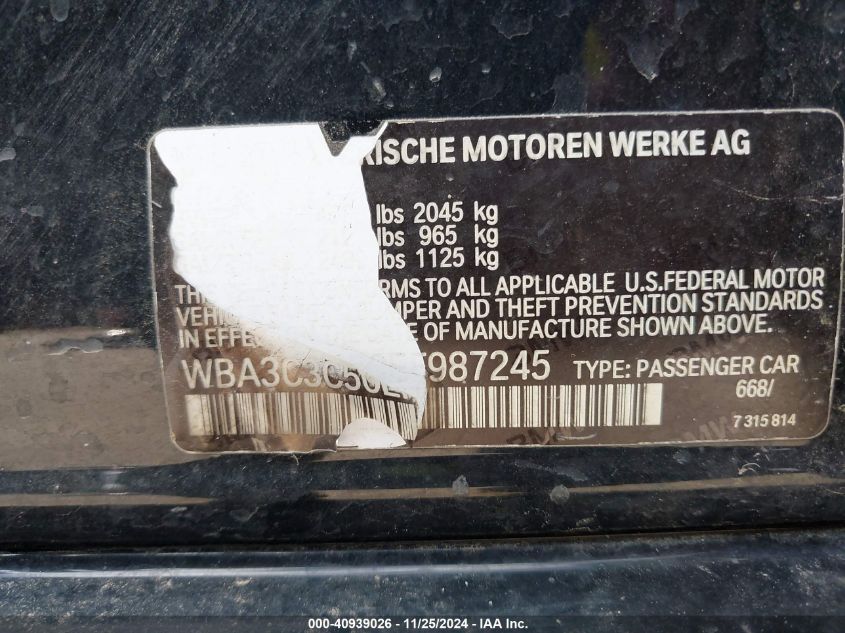 RISCHE MOTOREN WERKE AG
lbs 2045 kg
lbs 965 kg
lbs 1125 kg
RMS TO ALL APPLICABLE U.S.FEDERAL MOTOR
VEHI MPER AND THEFT PREVENTION STANDARDS
IN EFFE E OF MANUFACTURE SHOWN ABOVE.
987245 TYPE: PASSENGER CAR
668/
7 315 814
000-40939026 - 11/25/2024 - IAA Inc.